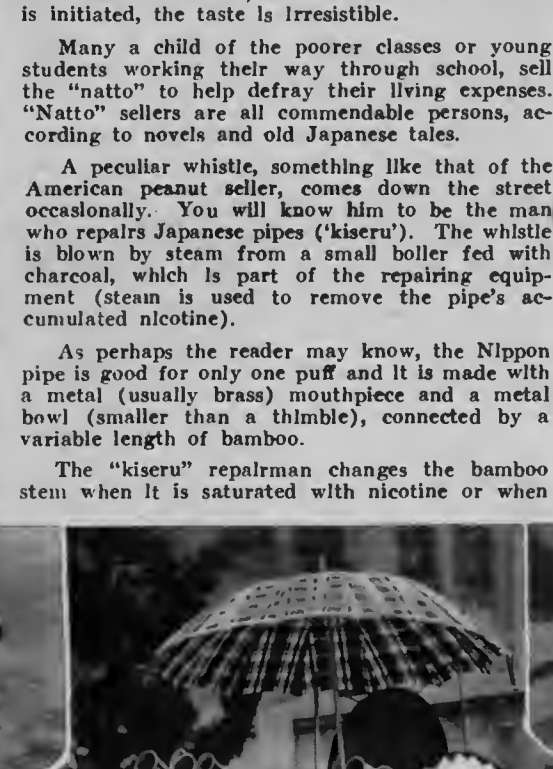 is initiated, the taste is irresistible.
Many a child of the poorer classes or young
students working their way through school, sell
the "natto" to help defray their living expenses.
"Natto" sellers are all commendable persons, ac-
cording to novels and old Japanese tales.
A peculiar whistle, something like that of the
American peanut seller, comes down the street
occasionally. You will know him to be the man
who repairs Japanese pipes ('kiseru'). The whistle
is blown by steam from a small boiler fed with
charcoal, which is part of the repairing equip-
ment (steam is used to remove the pipe's ac-
cumulated nicotine).
As perhaps the reader may know, the Nippon
pipe is good for only one puff and it is made with
a metal (usually brass) mouthpiece and a metal
bowl (smaller than a thimble), connected by a
variable length of bamboo.
The "kiseru" repairman changes the bamboo
stem when it is saturated with nicotine or when